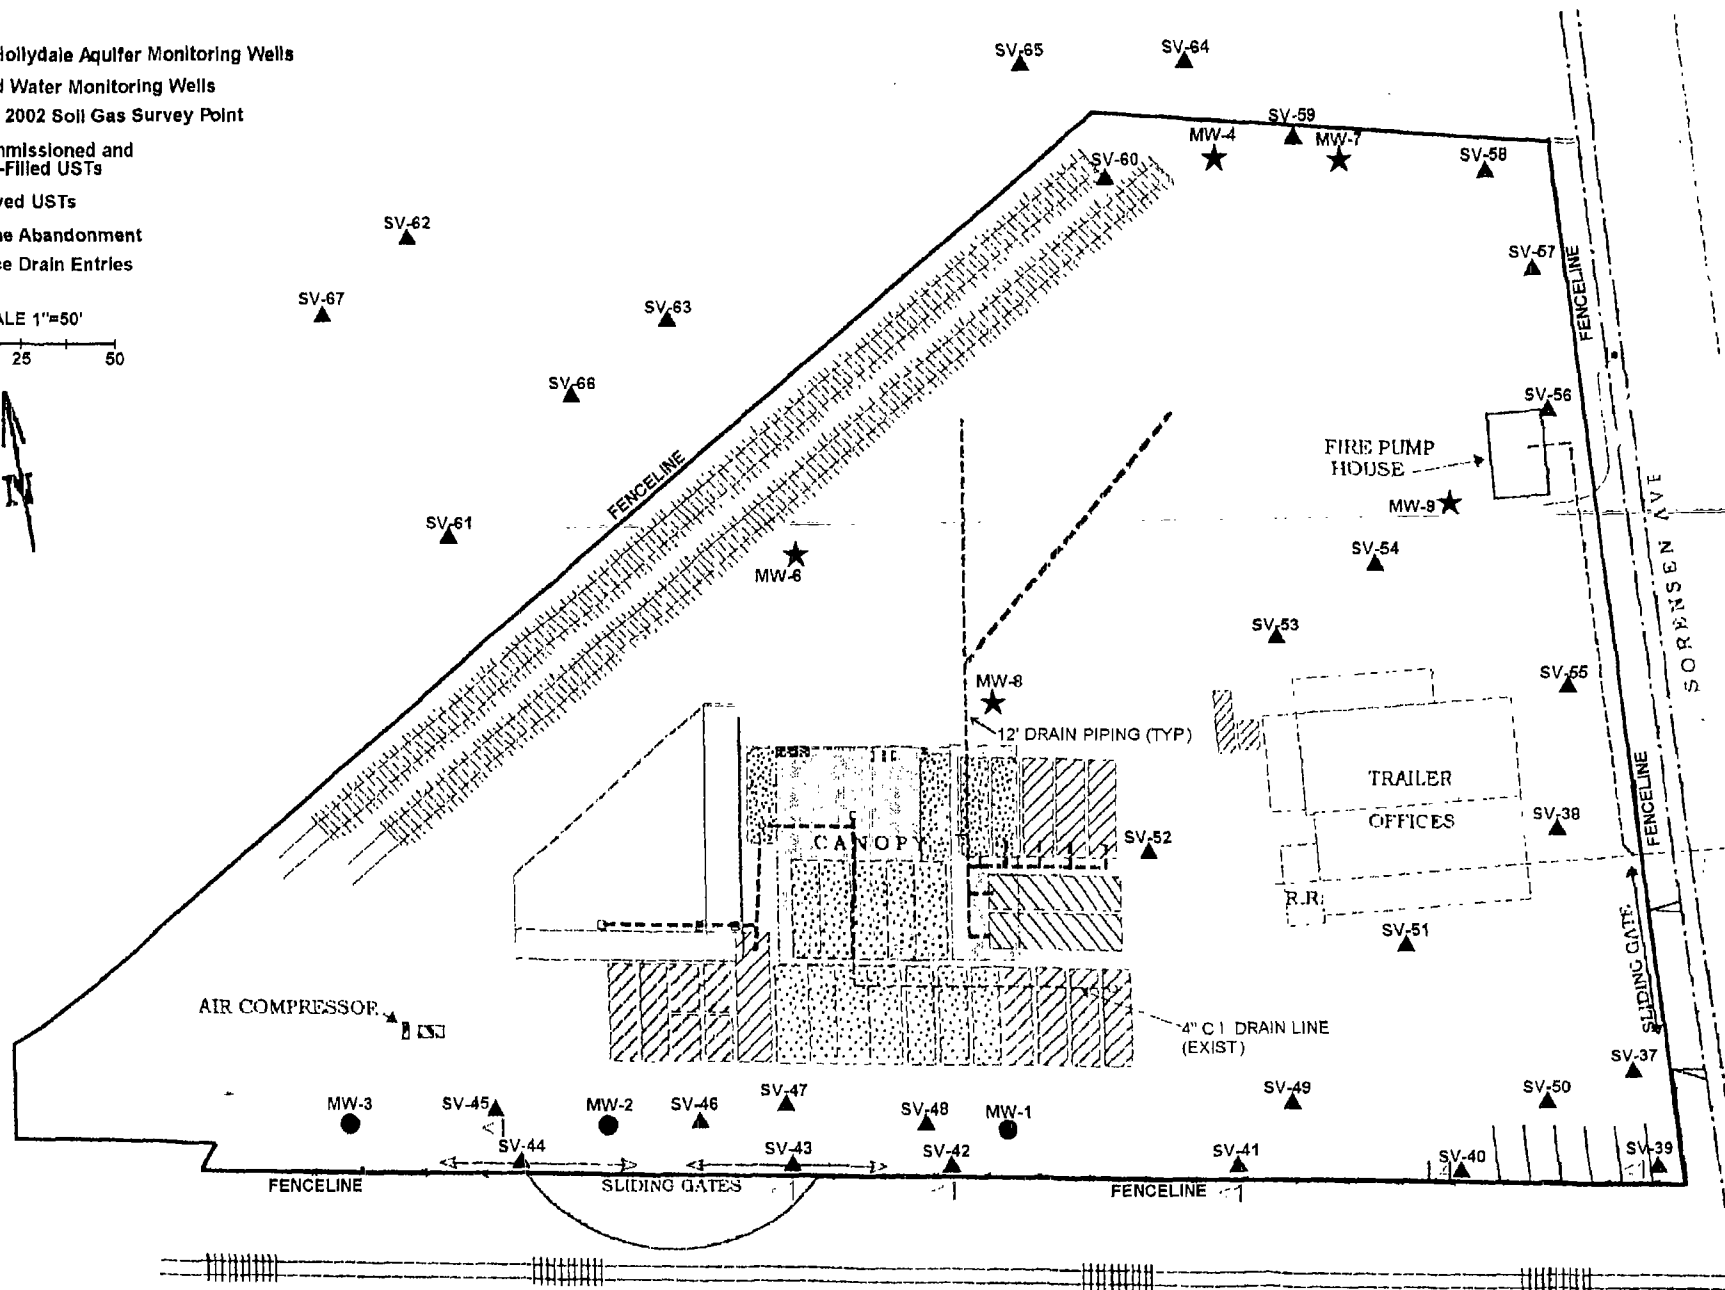 Hollydale Aquifer Monitoring Wells
Water Monitoring Wells
2002 Soil Gas Survey Point
and
-Filled USTs
USTs
Abandonment
Drain Entries
1"=50'
25 50
N
SV-65
SV-64
SV-59
MW-4
MW-7
SV-60
SV-58
SV-62
SV-57
FENCELINE
SV-67
SV-63
SV-66
SV-56
FIRE PUMP
HOUSE
FENCELINE
MW-9
SORENSEN AVE
SV-61
SV-54
MW-6
SV-53
SV-55
MW-8
12' DRAIN PIPING (TYP)
TRAILER
OFFICES
FENCELINE
SV-38
CANOPY
SV-52
R.R.
SV-51
SLIDING GATE
AIR COMPRESSOR
4" C I DRAIN LINE
(EXIST)
SV-37
MW-3
SV-45
MW-2
SV-46
SV-47
SV-48
MW-1
SV-49
SV-50
SV-44
SV-43
SV-42
SV-41
SV-40
SV-39
FENCELINE
SLIDING GATES
FENCELINE